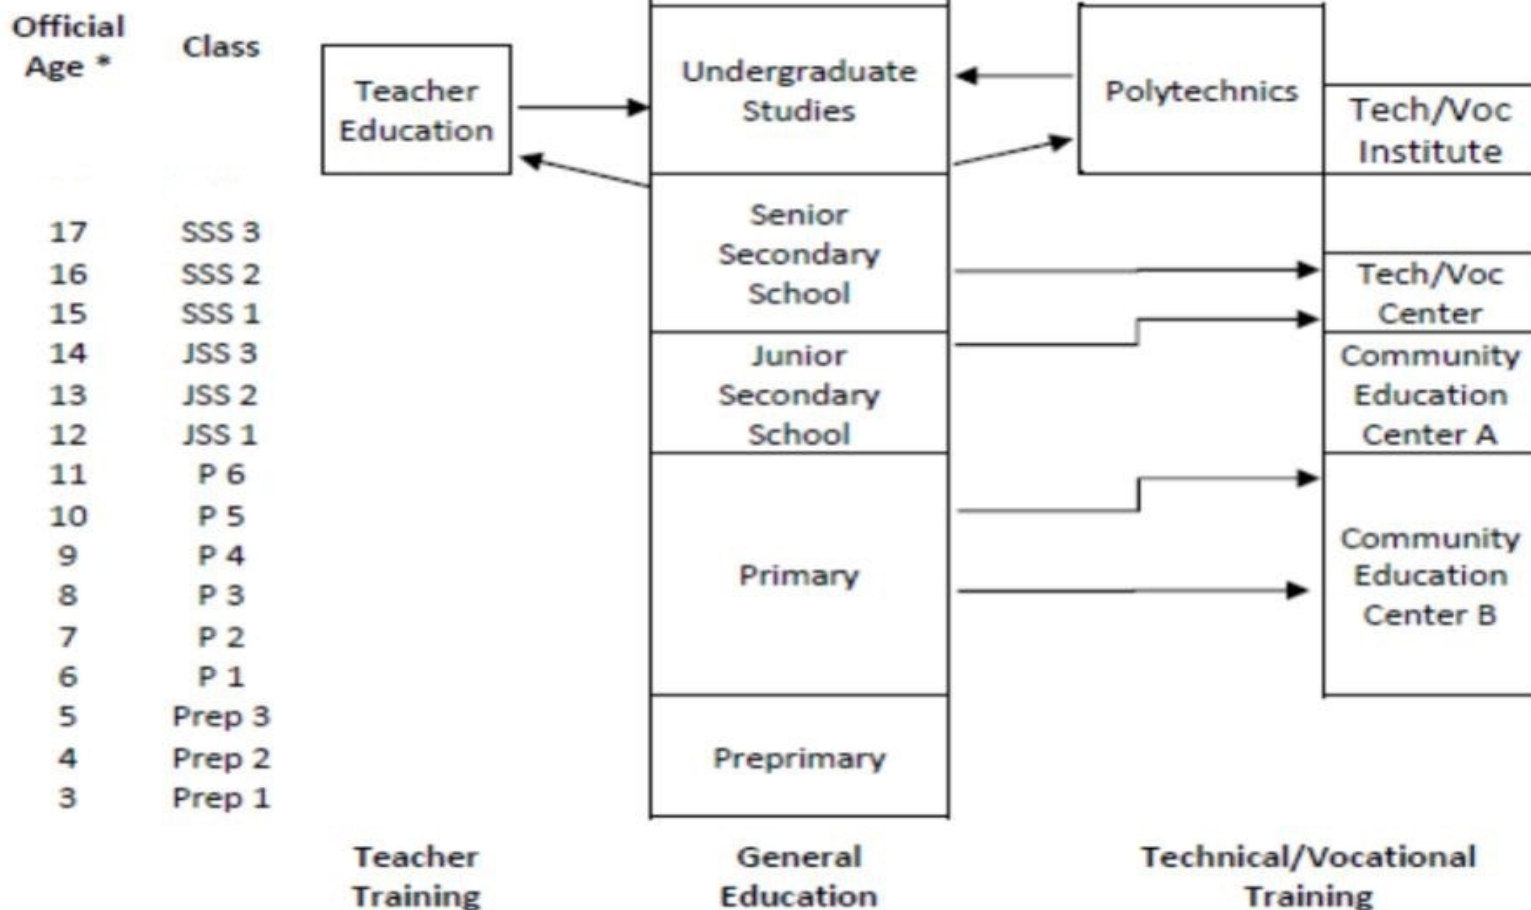 Official
Age *
Class
Teacher
Education
Undergraduate
Studies
Polytechnics
Tech/Voc
Institute
17 SSS 3
16 SSS 2
15 SSS 1
14 JSS 3
13 JSS 2
12 JSS 1
11 P 6
10 P 5
9 P 4
8 P 3
7 P 2
6 P 1
5 Prep 3
4 Prep 2
3 Prep 1
Senior
Secondary
School
Junior
Secondary
School
Primary
Preprimary
Tech/Voc
Center
Community
Education
Center A
Community
Education
Center B
Teacher
Training
General
Education
Technical/Vocational
Training